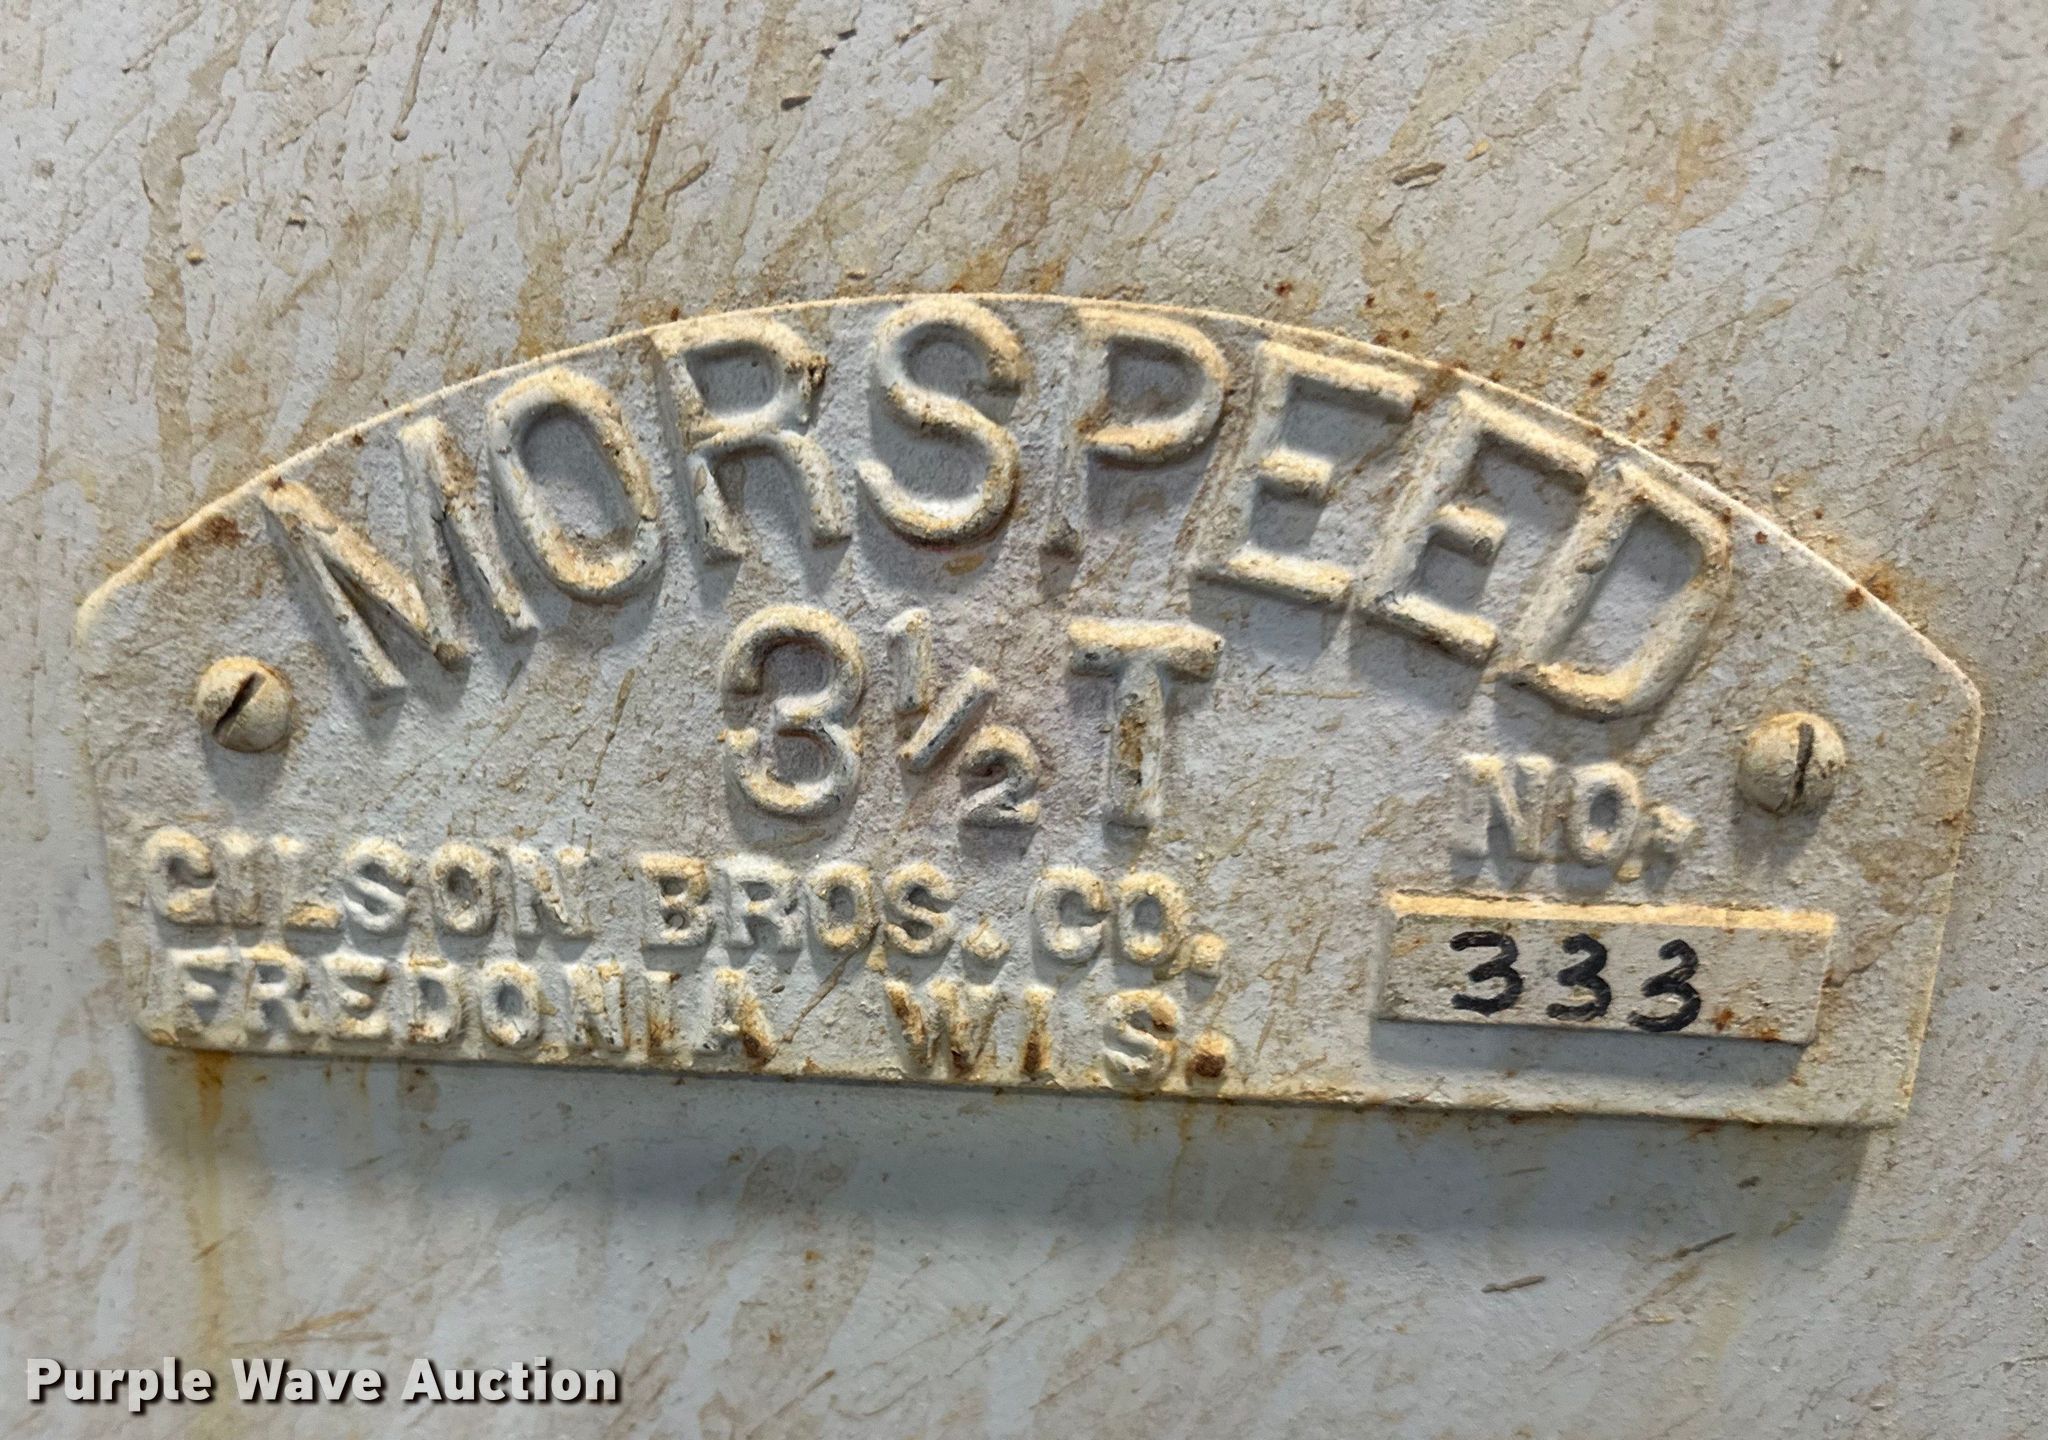 MORSPEED
3½ T
NO.
GILSON BROS. CO.
333
FREDONIA WIS.
Purple Wave Auction